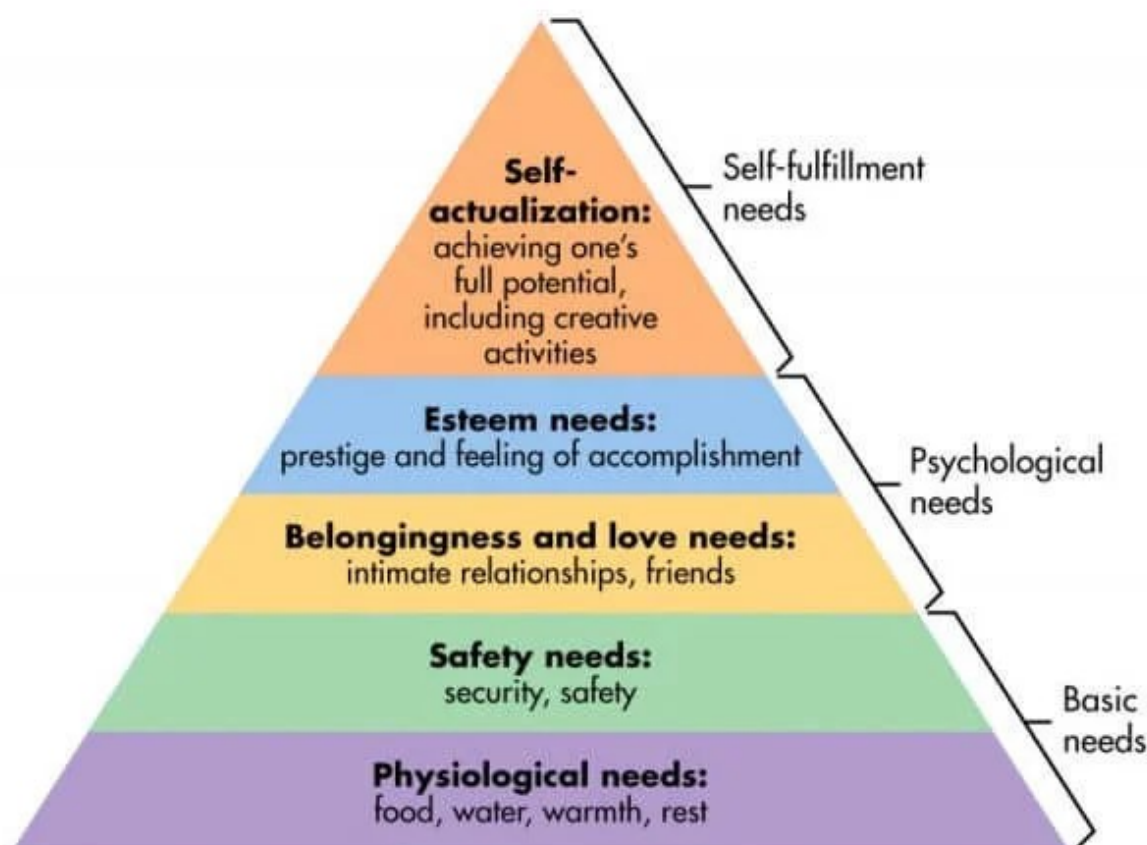 Self-
actualization:
achieving one's
full potential,
including creative
activities
Self-fulfillment
needs
Esteem needs:
prestige and feeling of accomplishment
Belongingness and love needs:
intimate relationships, friends
Psychological
needs
Safety needs:
security, safety
Physiological needs:
food, water, warmth, rest
Basic
needs